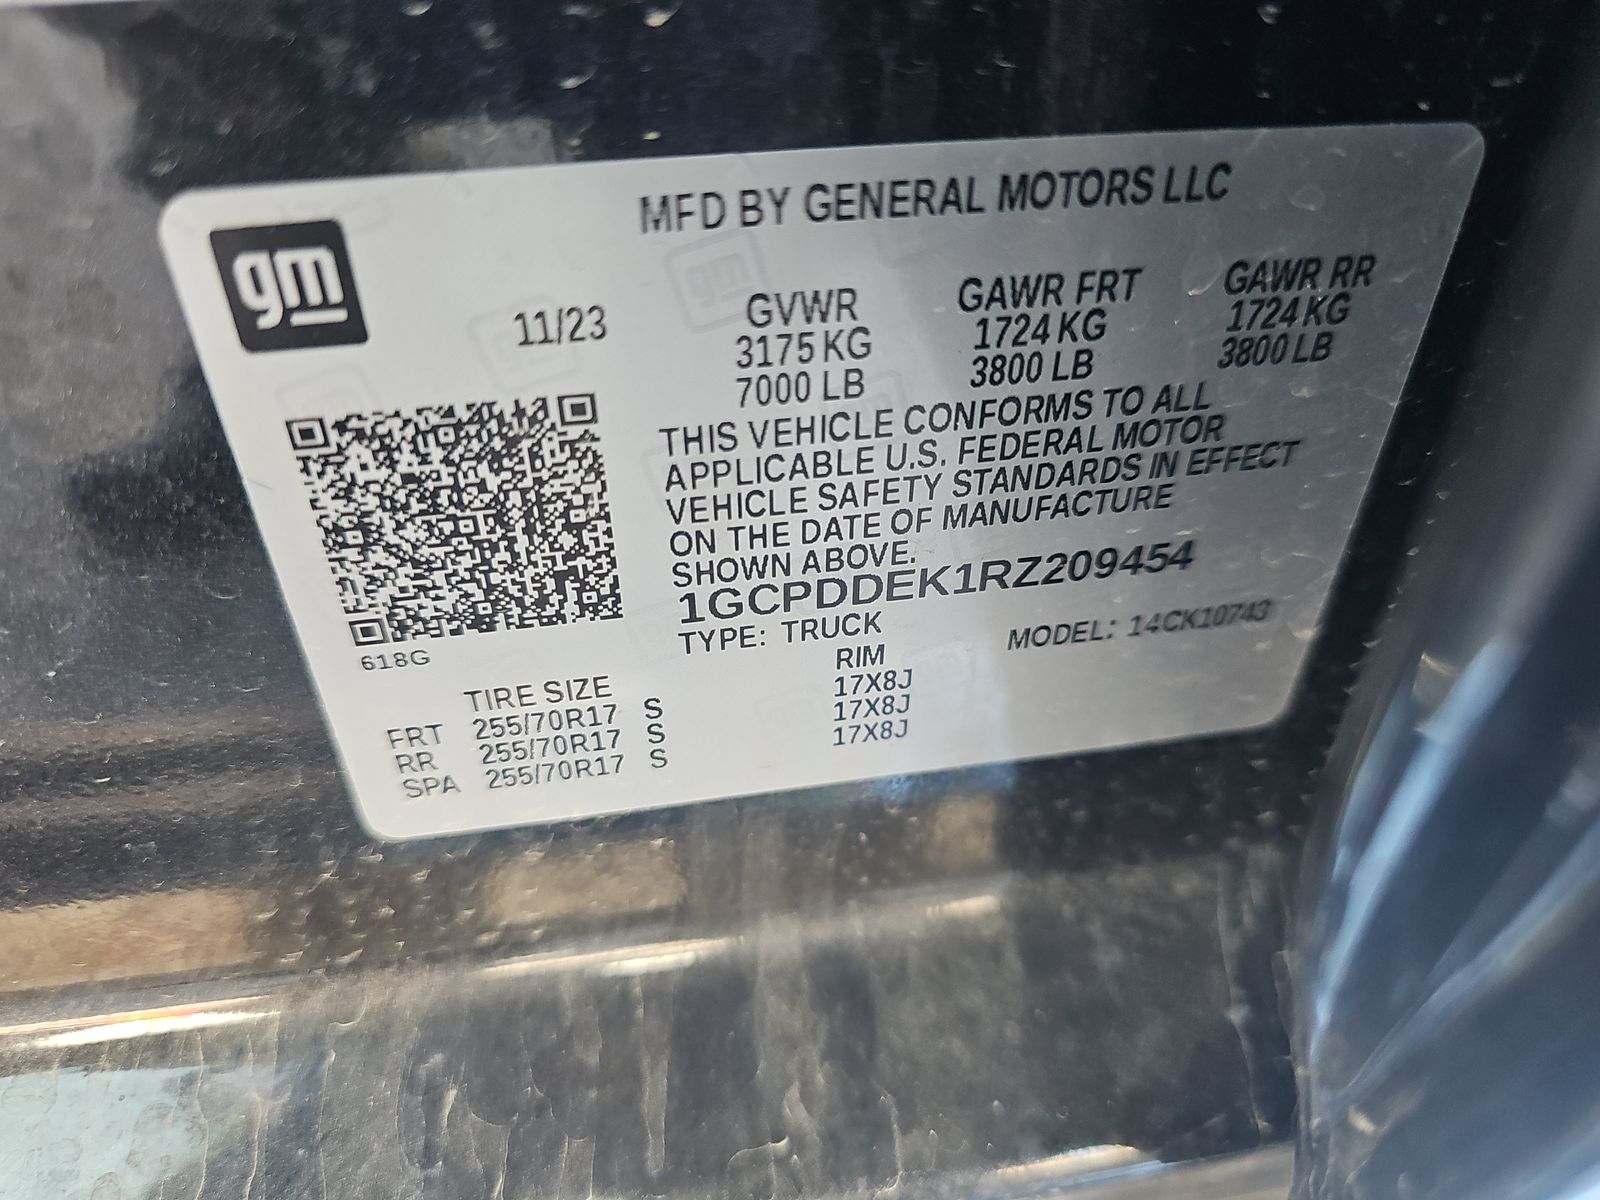 MFD BY GENERAL MOTORS LLC
gm
11/23
GVWR
3175 KG
7000 LB
GAWR FRT
1724 KG
3800 LB
GAWR RR
1724 KG
3800 LB
THIS VEHICLE CONFORMS TO ALL
APPLICABLE U.S. FEDERAL MOTOR
VEHICLE SAFETY STANDARDS IN EFFECT
ON THE DATE OF MANUFACTURE
SHOWN ABOVE.
1GCPDDEK1RZ209454
TYPE: TRUCK
MODEL: 14CK10743
618G
TIRE SIZE RIM
FRT 255/70R17 S 17X8J
RR 255/70R17 S 17X8J
SPA 255/70R17 S 17X8J